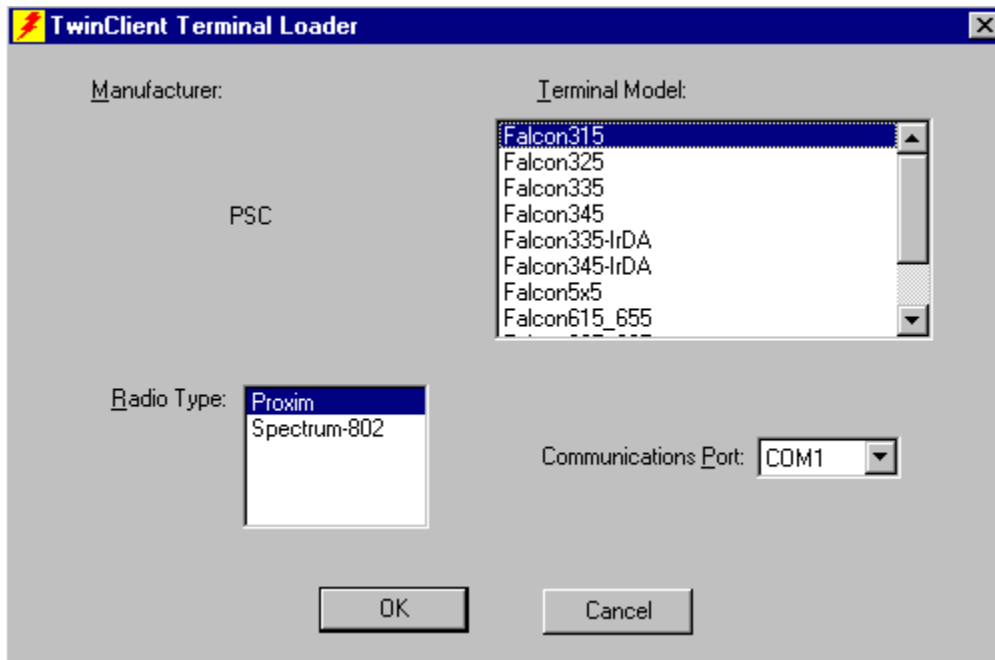 TwinClient Terminal Loader
Manufacturer:
Terminal Model:
PSC
Falcon315
Falcon325
Falcon335
Falcon345
Falcon335-IrDA
Falcon345-IrDA
Falcon5x5
Falcon615_655
Radio Type:
Proxim
Spectrum-802
Communications Port:
COM1
OK
Cancel